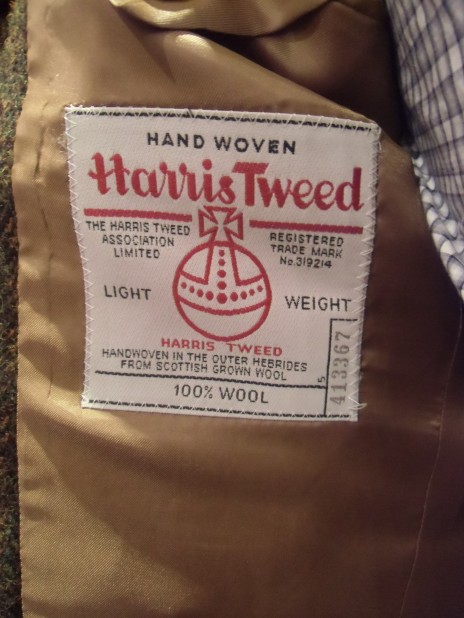 HAND WOVEN
Harris Tweed
THE HARRIS TWEED
ASSOCIATION
LIMITED
REGISTERED
TRADE MARK
No. 319214
LIGHT
WEIGHT
HARRIS TWEED
HANDWOVEN IN THE OUTER HEBRIDES
FROM SCOTTISH GROWN WOOL
100% WOOL
5
413367